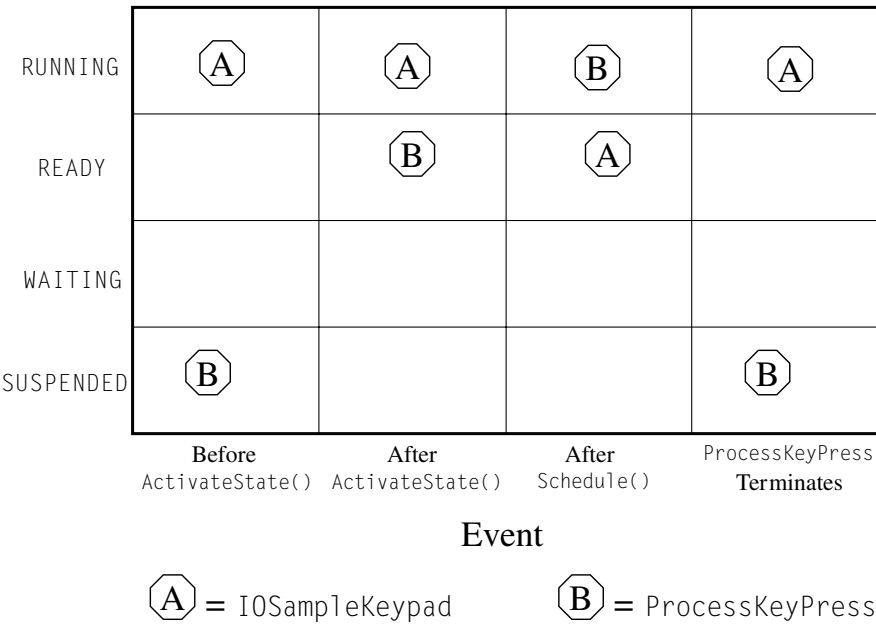 RUNNING A A B A
READY B A
WAITING
SUSPENDED B B
Before After After ProcessKeyPress
ActivateState() ActivateState() Schedule() Terminates
Event
A = IOSampleKeypad B = ProcessKeyPress